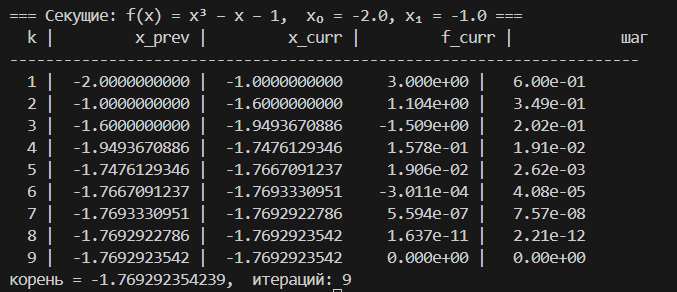 === Секущие: f(x) = x³ − x − 1,  x₀ = -2.0, x₁ = -1.0 ===
  k |         x_prev |         x_curr |         f_curr |         шаг
----------------------------------------------------------------------
  1 |  -2.0000000000 |  -1.0000000000     3.000e+00 |   6.00e-01
  2 |  -1.0000000000 |  -1.6000000000     1.104e+00 |   3.49e-01
  3 |  -1.6000000000 |  -1.9493670886    -1.509e+00 |   2.02e-01
  4 |  -1.9493670886 |  -1.7476129346     1.578e-01 |   1.91e-02
  5 |  -1.7476129346 |  -1.7667091237     1.906e-02 |   2.62e-03
  6 |  -1.7667091237 |  -1.7693330951    -3.011e-04 |   4.08e-05
  7 |  -1.7693330951 |  -1.7692922786     5.594e-07 |   7.57e-08
  8 |  -1.7692922786 |  -1.7692923542     1.637e-11 |   2.21e-12
  9 |  -1.7692923542 |  -1.7692923542     0.000e+00 |   0.00e+00
корень = -1.769292354239,  итераций: 9